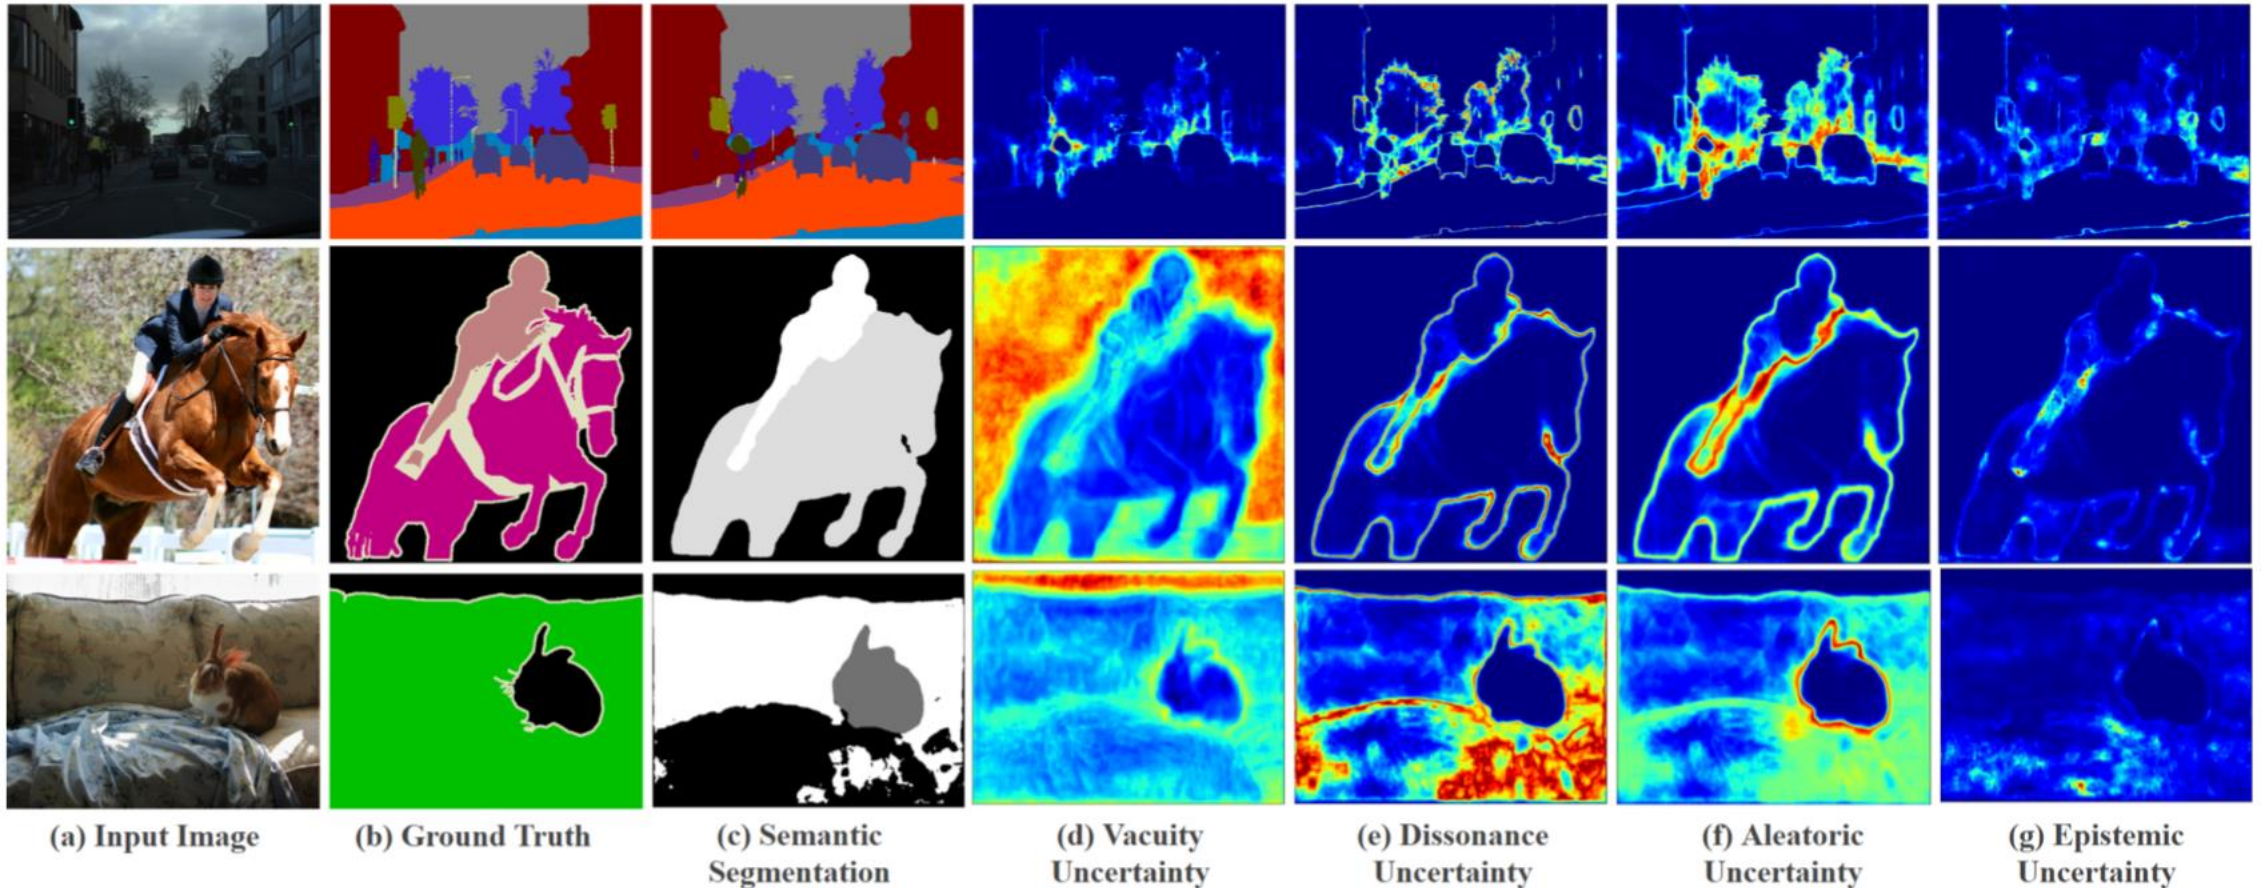 (a) Input Image
(b) Ground Truth
(c) Semantic
Segmentation
(d) Vacuity
Uncertainty
(e) Dissonance
Uncertainty
(f) Aleatoric
Uncertainty
(g) Epistemic
Uncertainty